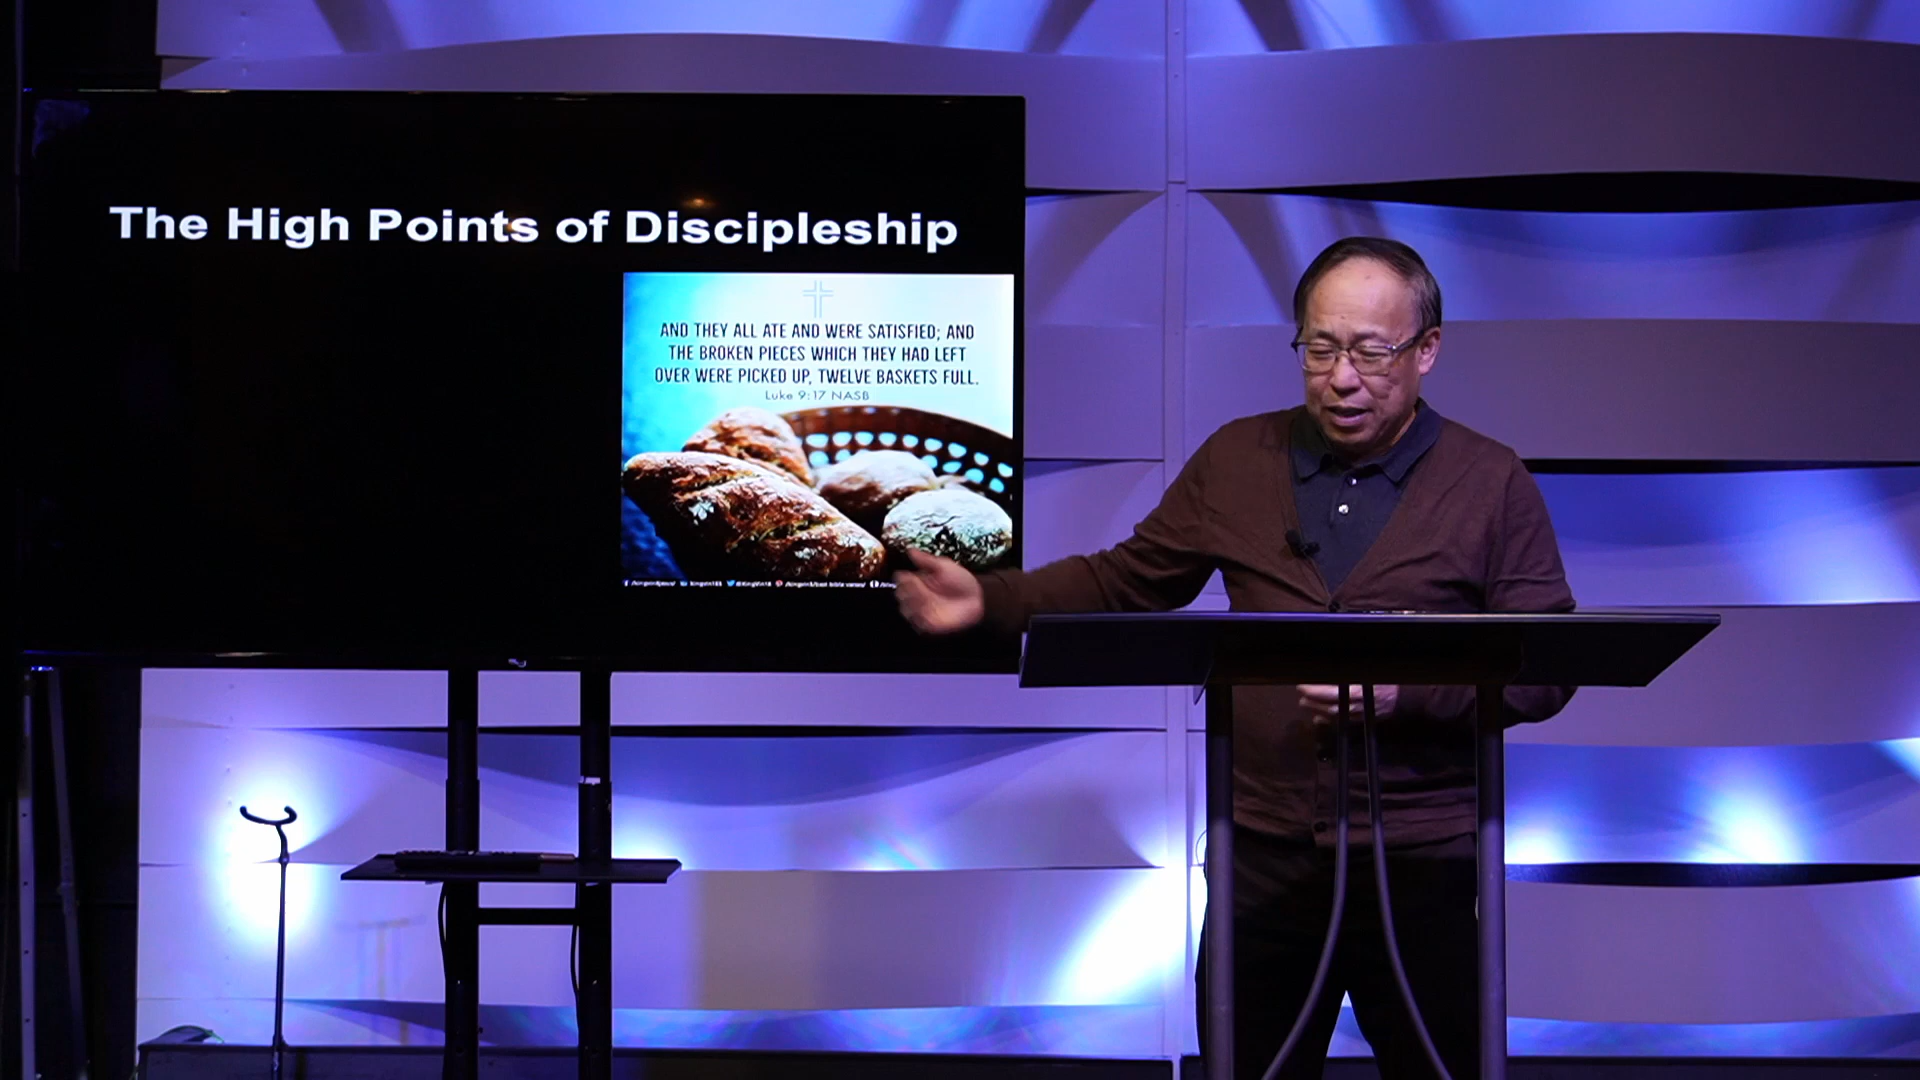 The High Points of Discipleship
AND THEY ALL ATE AND WERE SATISFIED; AND
THE BROKEN PIECES WHICH THEY HAD LEFT
OVER WERE PICKED UP, TWELVE BASKETS FULL.
Luke 9:17 NASB